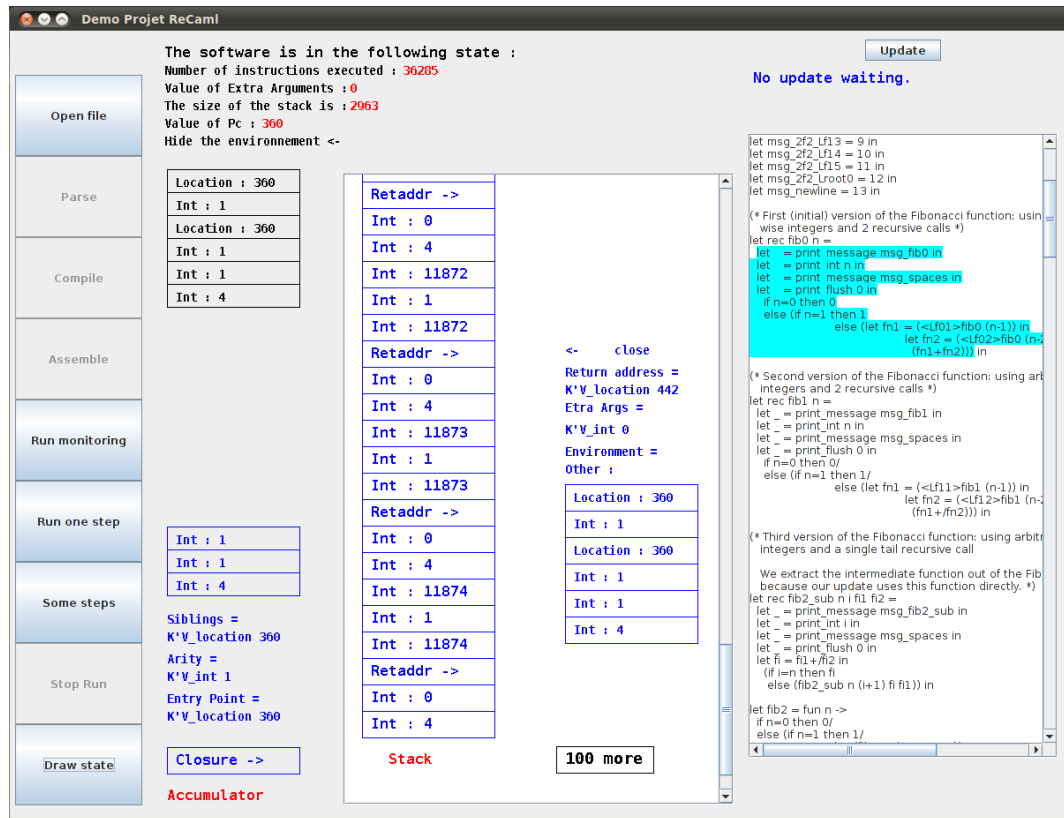 Demo Projet ReCaml
Open file
Parse
Compile
Assemble
Run monitoring
Run one step
Some steps
Stop Run
Draw state
The software is in the following state :
Number of instructions executed : 36285
Value of Extra Arguments :0
The size of the stack is :2963
Value of Pc : 360
Hide the environnement <-
Location : 360
Int : 1
Location : 360
Int : 1
Int : 1
Int : 4
Int : 1
Int : 1
Int : 4
Siblings =
K'V_location 360
Arity =
K'V_int 1
Entry Point =
K'V_location 360
Closure ->
Accumulator
Retaddr ->
Int : 0
Int : 4
Int : 11872
Int : 1
Int : 11872
Retaddr ->
Int : 0
Int : 4
Int : 11873
Int : 1
Int : 11873
Retaddr ->
Int : 0
Int : 4
Int : 11874
Int : 1
Int : 11874
Retaddr ->
Int : 0
Int : 4
Stack
<- close
Return address =
K'V_location 442
Etra Args =
K'V_int 0
Environment =
Other :
Location : 360
Int : 1
Location : 360
Int : 1
Int : 1
Int : 4
100 more
Update
No update waiting.
let msg_2f2_Lf13 = 9 in
let msg_2f2_Lf14 = 10 in
let msg_2f2_Lf15 = 11 in
let msg_2f2_Lroot0 = 12 in
let msg_newline = 13 in
(* First (initial) version of the Fibonacci function: usin
wise integers and 2 recursive calls *)
let rec fib0 n =
let _ = print_message msg_fib0 in
let _ = print_int n in
let _ = print_message msg_spaces in
let _ = print_flush 0 in
if n=0 then 0
else (if n=1 then 1
else (let fn1 = (<Lf01>fib0 (n-1)) in
let fn2 = (<Lf02>fib0 (n-2
(fn1+fn2))) in
(* Second version of the Fibonacci function: using arb
integers and 2 recursive calls *)
let rec fib1 n =
let _ = print_message msg_fib1 in
let _ = print_int n in
let _ = print_message msg_spaces in
let _ = print_flush 0 in
if n=0 then 0/
else (if n=1 then 1/
else (let fn1 = (<Lf11>fib1 (n-1)) in
let fn2 = (<Lf12>fib1 (n-2
(fn1+/fn2))) in
(* Third version of the Fibonacci function: using arbitr
integers and a single tail recursive call
We extract the intermediate function out of the Fib
because our update uses this function directly. *)
let rec fib2_sub n i fi1 fi2 =
let _ = print_message msg_fib2_sub in
let _ = print_int i in
let _ = print_message msg_spaces in
let _ = print_flush 0 in
let fi = fi1+/fi2 in
(if i=n then fi
else (fib2_sub n (i+1) fi fi1)) in
let fib2 = fun n ->
if n=0 then 0/
else (if n=1 then 1/